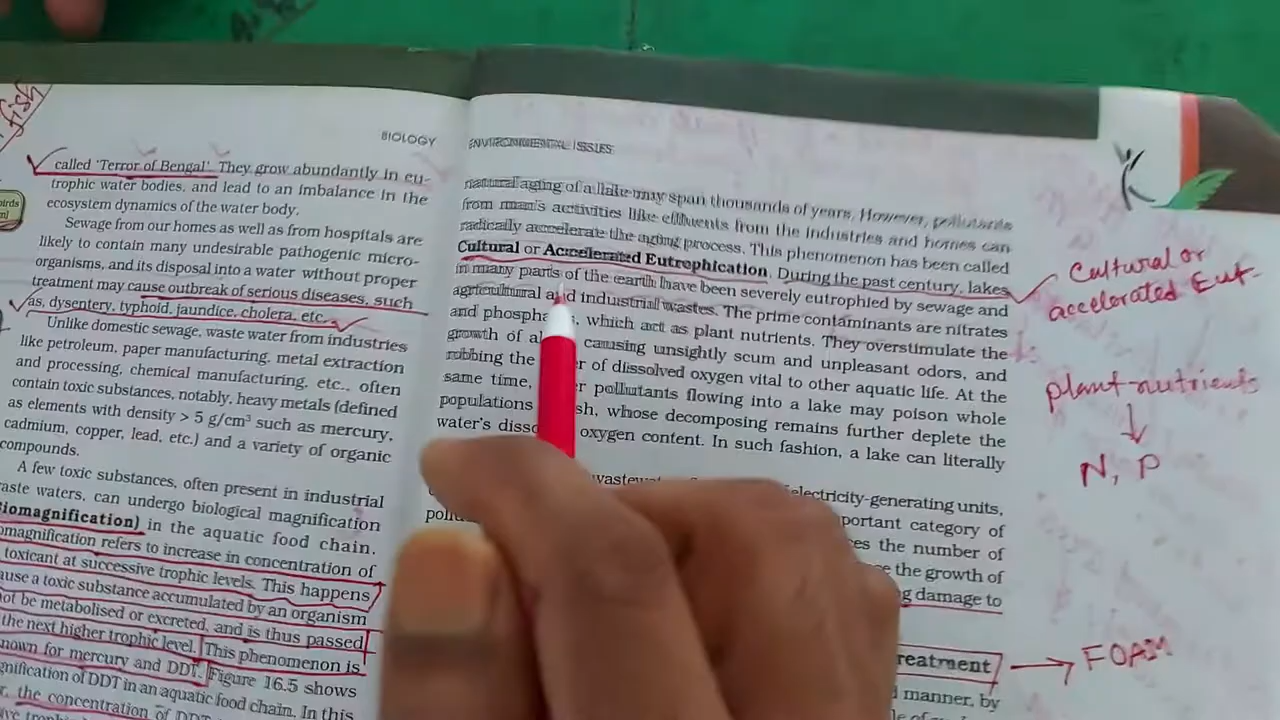 fish
BIOLOGY
called 'Terror of Bengal'. They grow abundantly in eu-
trophic water bodies, and lead to an imbalance in the
ecosystem dynamics of the water body.
Sewage from our homes as well as from hospitals are
likely to contain many undesirable pathogenic micro-
organisms, and its disposal into a water without proper
treatment may cause outbreak of serious diseases, such
as, dysentery, typhoid, jaundice, cholera, etc.
Unlike domestic sewage, waste water from industries
like petroleum, paper manufacturing, metal extraction
and processing, chemical manufacturing, etc., often
contain toxic substances, notably, heavy metals (defined
as elements with density > 5 g/cm³ such as mercury,
cadmium, copper, lead, etc.) and a variety of organic
compounds.
A few toxic substances, often present in industrial
waste waters, can undergo biological magnification
(Biomagnification) in the aquatic food chain.
magnification refers to increase in concentration of
toxicant at successive trophic levels. This happens
a toxic substance accumulated by an organism
be metabolised or excreted, and is thus passed
the next higher trophic level. This phenomenon is
known for mercury and DDT. Figure 16.5 shows
of DDT in an aquatic food chain. In this
the concentration of DDT
ENVIRONMENTAL ISSUES
natural aging of a lake may span thousands of years. However, pollutants
from man's activities like effluents from the industries and homes can
radically accelerate the aging process. This phenomenon has been called
Cultural or Accelerated Eutrophication. During the past century, lakes
in many parts of the earth have been severely eutrophied by sewage and
agricultural and industrial wastes. The prime contaminants are nitrates
and phosphates, which act as plant nutrients. They overstimulate the
growth of causing unsightly scum and unpleasant odors, and
robbing the of dissolved oxygen vital to other aquatic life. At the
same time, pollutants flowing into a lake may poison whole
populations whose decomposing remains further deplete the
water's oxygen content. In such fashion, a lake can literally
electricity-generating units,
category of
the number of
the growth of
damage to
manner, by
Cultural or
accelerated Eut.
plant nutrients
N, P
FOAM